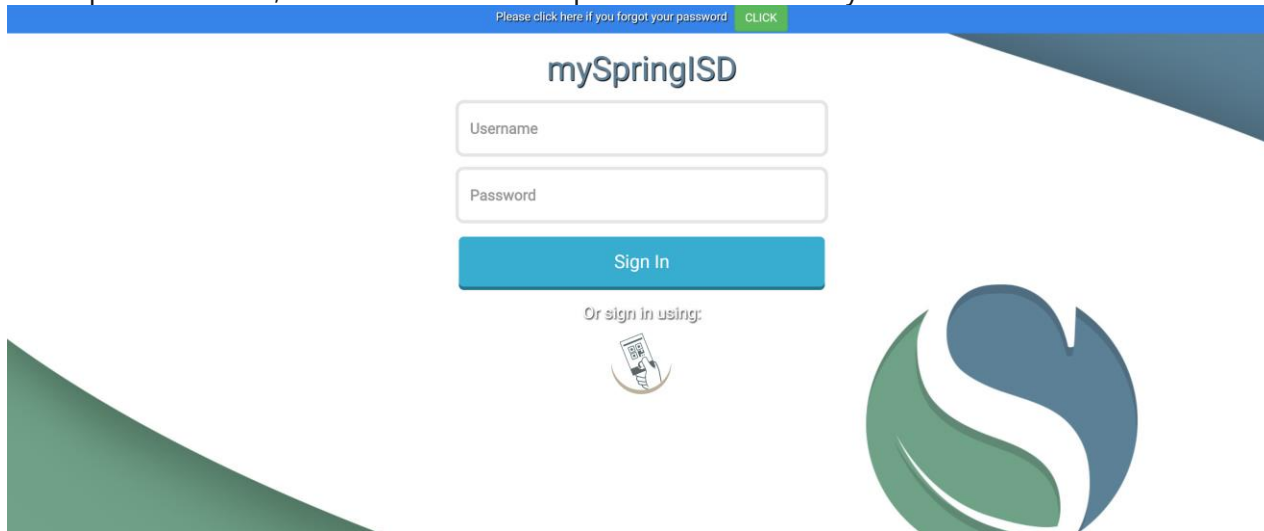 Please click here if you forgot your password CLICK
mySpringISD
Username
Password
Sign In
Or sign in using: